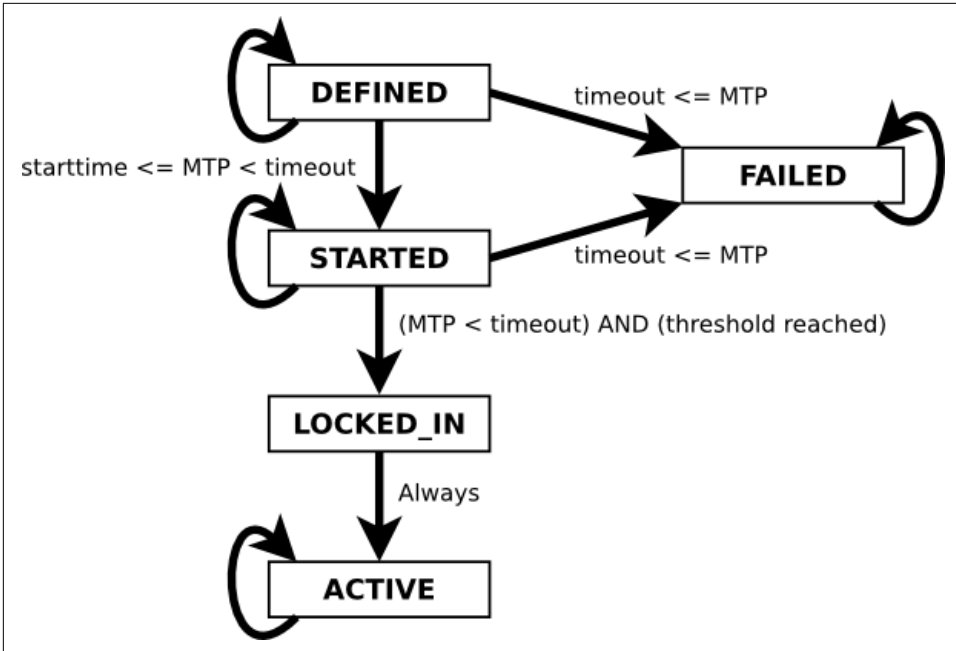 DEFINED
timeout <= MTP
starttime <= MTP < timeout
FAILED
STARTED
timeout <= MTP
(MTP < timeout) AND (threshold reached)
LOCKED_IN
Always
ACTIVE